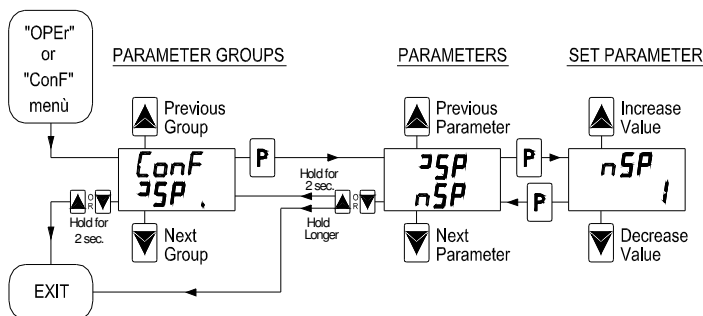 "OPEr"
or
"ConF"
menù
PARAMETER GROUPS
PARAMETERS
SET PARAMETER
Previous
Group
Previous
Parameter
Increase
Value
P
P
ConF
ᴝSP .
ᴝSP
nSP
nSP
1
Hold for
2 sec.
P
OR
Hold for
2 sec.
OR
Hold
Longer
Next
Group
Next
Parameter
Decrease
Value
EXIT